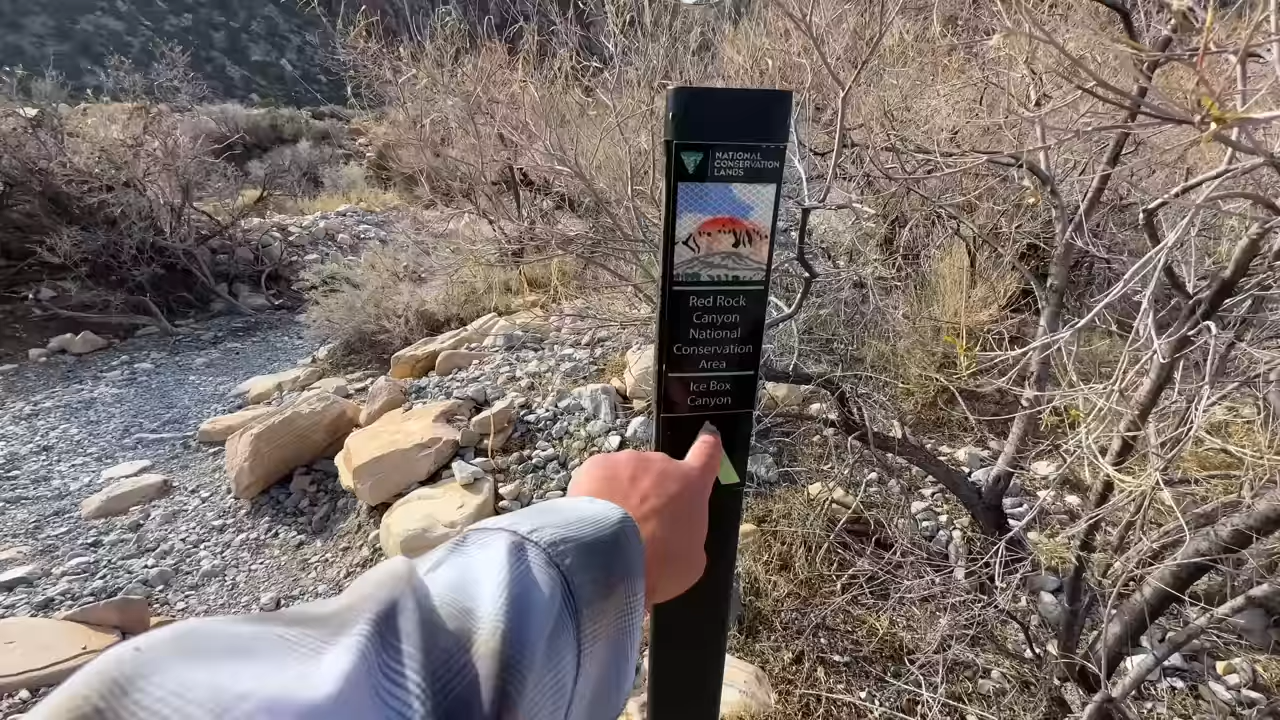 NATIONAL
CONSERVATION
LANDS
Red Rock
Canyon
National
Conservation
Area
Ice Box
Canyon